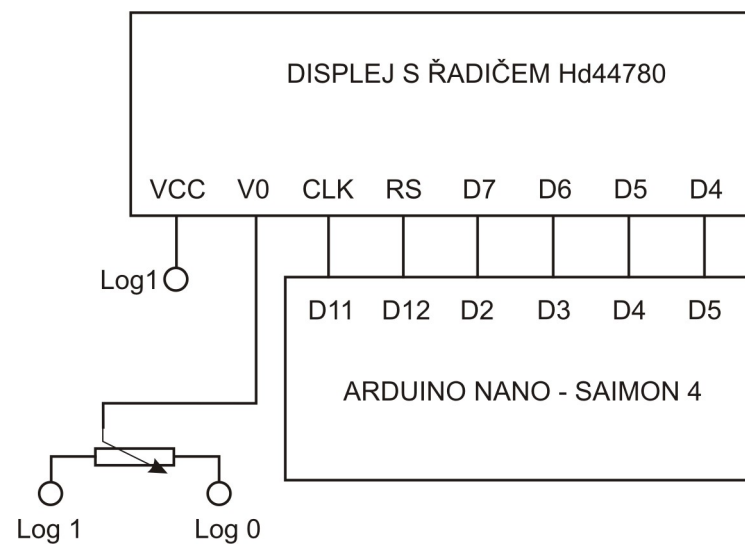 DISPLEJ S ŘADIČEM Hd44780
VCC V0 CLK RS D7 D6 D5 D4
Log1
D11 D12 D2 D3 D4 D5
ARDUINO NANO - SAIMON 4
Log 1 Log 0